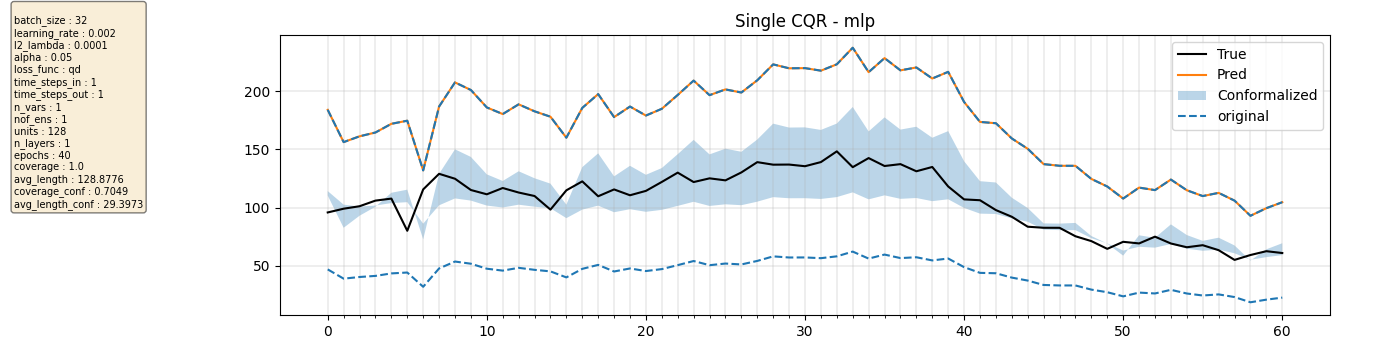 batch_size : 32
learning_rate : 0.002
l2_lambda : 0.0001
alpha : 0.05
loss_func : qd
time_steps_in : 1
time_steps_out : 1
n_vars : 1
nof_ens : 1
units : 128
n_layers : 1
epochs : 40
coverage : 1.0
avg_length : 128.8776
coverage_conf : 0.7049
avg_length_conf : 29.3973
Single CQR - mlp
True
Pred
Conformalized
original
200
150
100
50
0 10 20 30 40 50 60